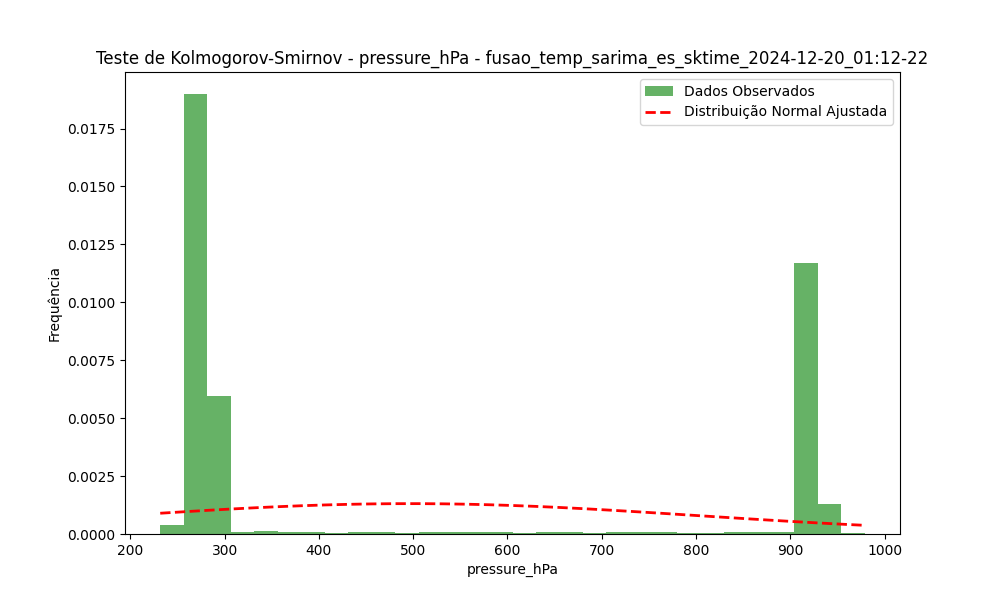 Teste de Kolmogorov-Smirnov - pressure_hPa - fusao_temp_sarima_es_sktime_2024-12-20_01:12-22
Dados Observados
Distribuição Normal Ajustada
Frequência
0.0175
0.0150
0.0125
0.0100
0.0075
0.0050
0.0025
0.0000
200 300 400 500 600 700 800 900 1000
pressure_hPa